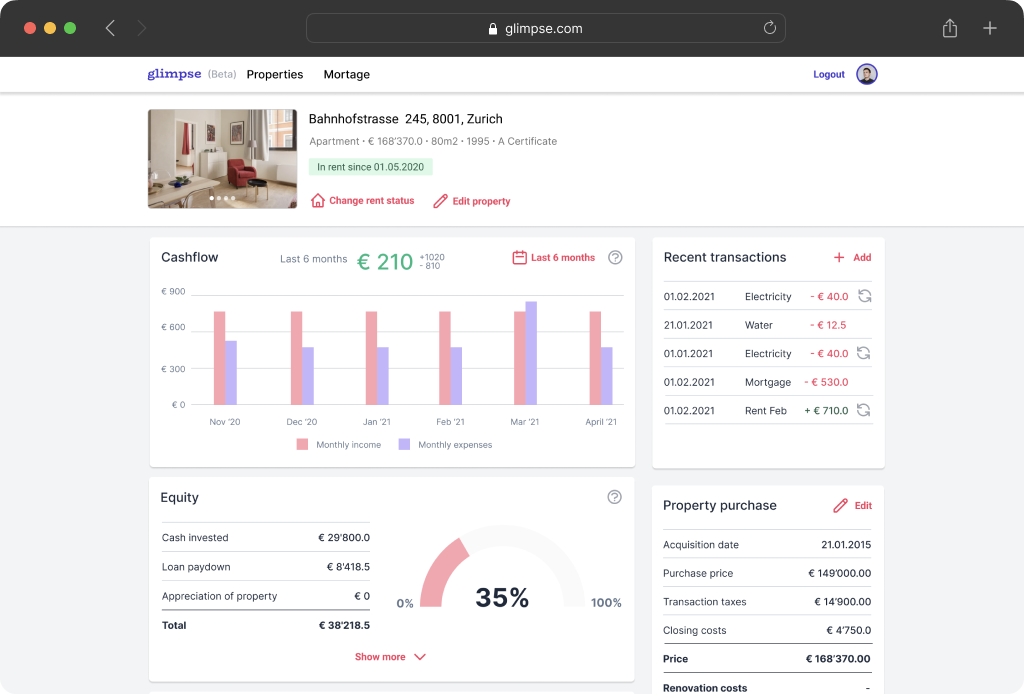 glimpse.com
glimpse (Beta) Properties Mortage Logout
Bahnhofstrasse 245, 8001, Zurich
Apartment · € 168’370.0 · 80m2 · 1995 · A Certificate
In rent since 01.05.2020
Change rent status Edit property
Cashflow Last 6 months € 210 +1020 - 810 Last 6 months ?
€ 900
€ 600
€ 300
€ 0
Nov '20 Dec '20 Jan '21 Feb '21 Mar '21 April '21
Monthly income Monthly expenses
Recent transactions + Add
01.02.2021 Electricity - € 40.0
21.01.2021 Water - € 12.5
01.01.2021 Electricity - € 40.0
01.02.2021 Mortgage - € 530.0
01.02.2021 Rent Feb + € 710.0
Equity ?
Cash invested € 29’800.0
Loan paydown € 8’418.5
Appreciation of property € 0
Total € 38’218.5
0% 35% 100%
Show more
Property purchase Edit
Acquisition date 21.01.2015
Purchase price € 149’000.00
Transaction taxes € 14’900.00
Closing costs € 4’750.0
Price € 168’370.00
Renovation costs -